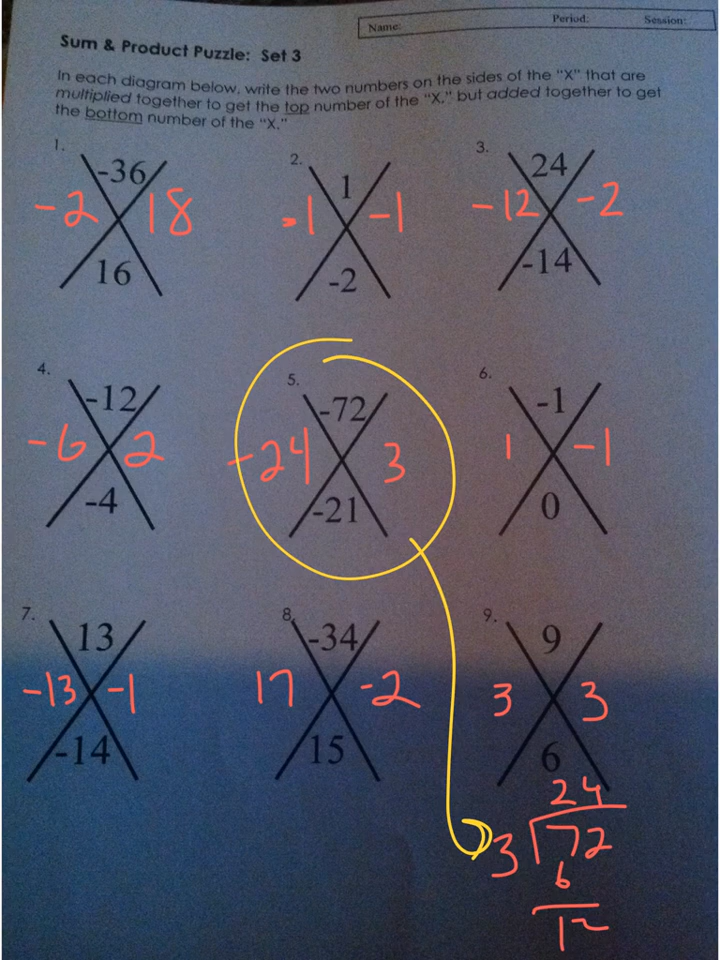 Name: Period: Session:
Sum & Product Puzzle: Set 3
In each diagram below, write the two numbers on the sides of the "X" that are
multiplied together to get the top number of the "X," but added together to get
the bottom number of the "X."
1. 2. 3.
-36 1 24
-2 18 -1 -1 -12 -2
16 -2 -14
4. 5. 6.
-12 -72 -1
-6 2 -24 3 1 -1
-4 -21 0
7. 8. 9.
13 -34 9
-13 -1 17 -2 3 3
-14 15 6
24
3 72
6
12